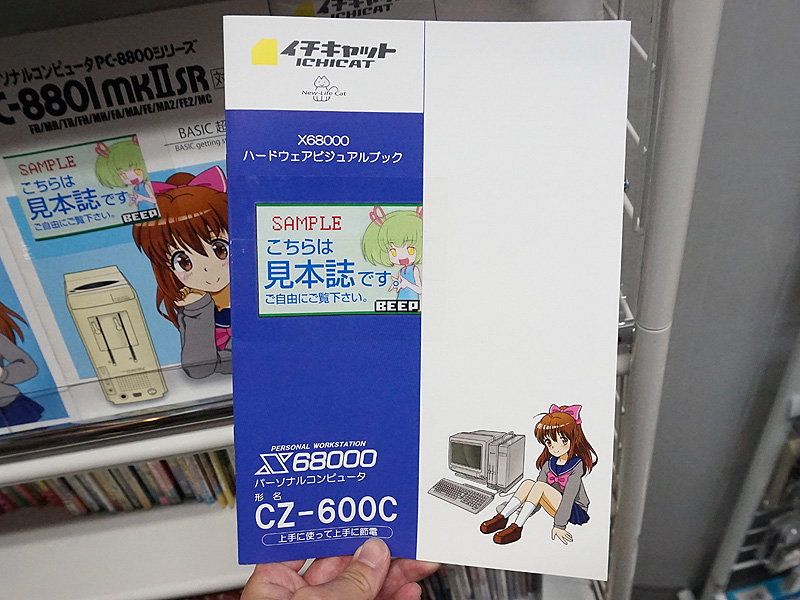 ICHICAT
パーソナルコンピュータPC-8800シリーズ
PC-8801mkIISR
FR/MR/TR/FH/MH/FA/MA/FE/MA2/FE2/MC
BASIC 超
BASIC getting s
SAMPLE
こちらは
見本誌です
ご自由にご覧下さい。
BEEP
イチキャット
ICHICAT
New-Life Cat
X68000
ハードウェアビジュアルブック
SAMPLE
こちらは
見本誌です。
ご自由にご覧下さい。
BEEP
PERSONAL WORKSTATION
X68000
パーソナルコンピュータ
形名
CZ-600C
上手に使って上手に節電